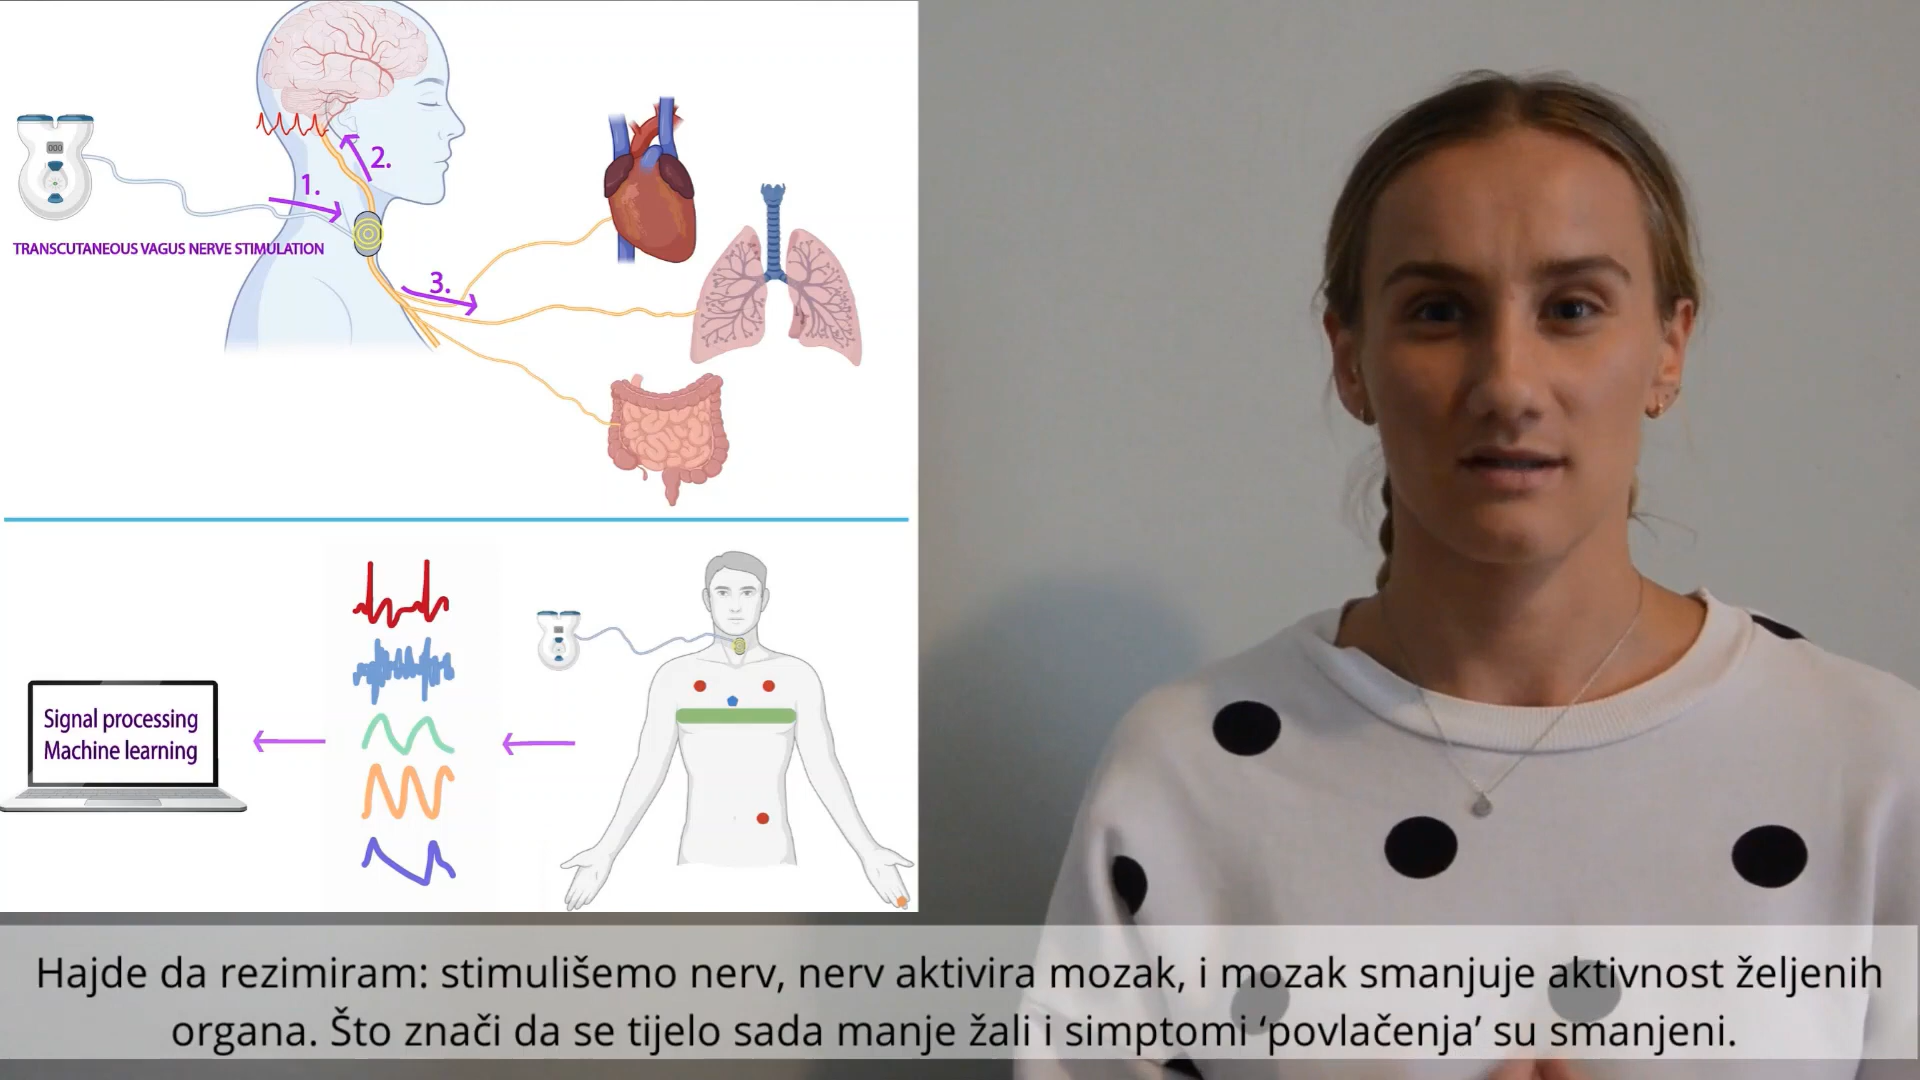 000
1.
2.
TRANSCUTANEOUS VAGUS NERVE STIMULATION
3.
Signal processing
Machine learning
Hajde da rezimiram: stimulišemo nerv, nerv aktivira mozak, i mozak smanjuje aktivnost željenih
organa. Što znači da se tijelo sada manje žali i simptomi ‘povlačenja’ su smanjeni.